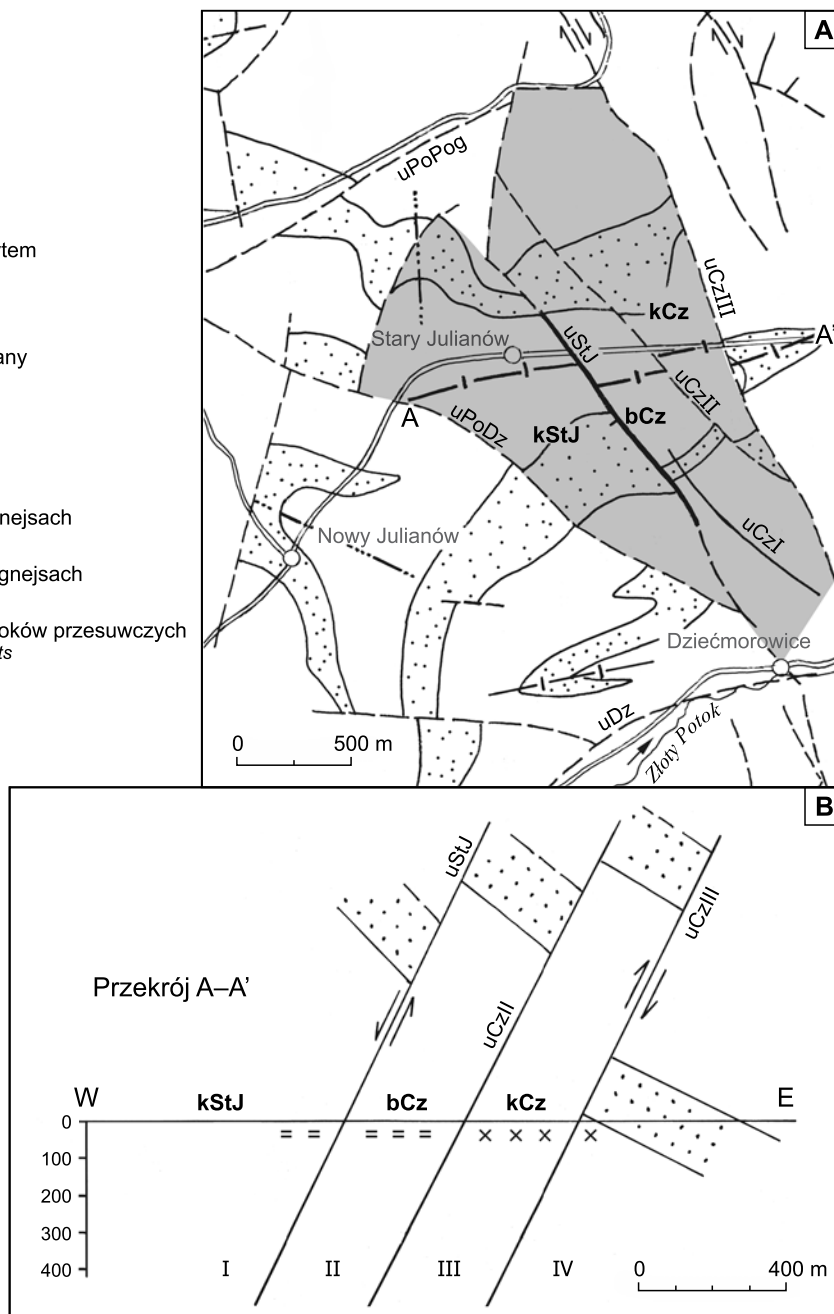 A
uPoPog
rtem
uCzIII
kCz
A'
Stary Julianów
uStJ
any
uCzII
A
uPoDz
kStJ
bCz
nejsach
Nowy Julianów
uCzI
gnejsach
oków przesuwczych
ts
Dziećmorowice
uDz
Złoty Potok
0 500 m
B
uStJ
uCzIII
Przekrój A–A'
uCzII
W kStJ bCz kCz E
0
100
200
300
400
I II III IV
0 400 m